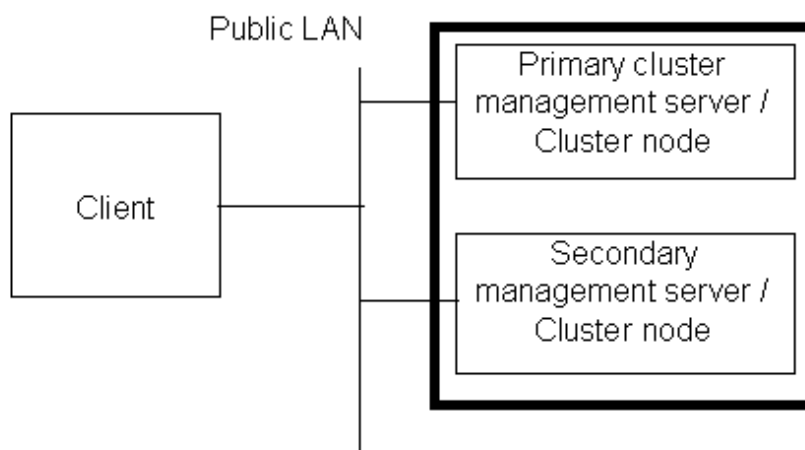 Public LAN
Primary cluster
management server /
Cluster node
Client
Secondary
management server /
Cluster node